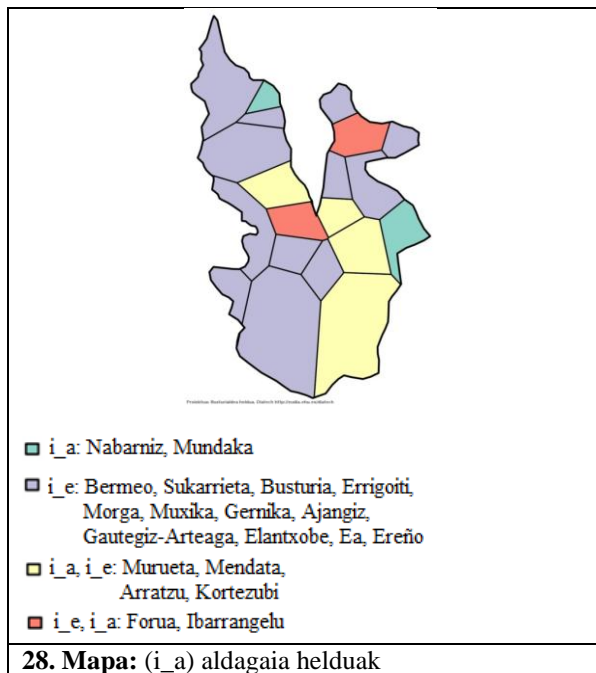 i_a: Nabarniz, Mundaka
i_e: Bermeo, Sukarrieta, Busturia, Errigoiti,
Morga, Muxika, Gernika, Ajangiz,
Gautegiz-Arteaga, Elantxobe, Ea, Ereño
i_a, i_e: Murueta, Mendata,
Arratzu, Kortezubi
i_e, i_a: Forua, Ibarrangelu
28. Mapa: (i_a) aldagaia helduak